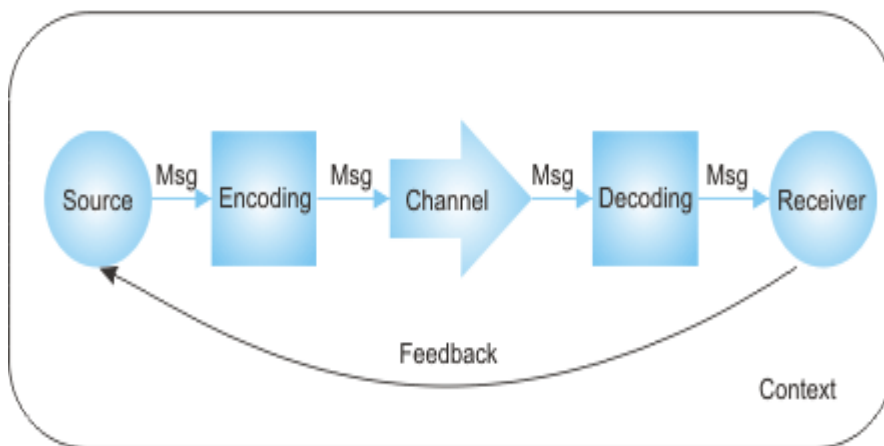 Msg Msg Msg Msg
Source Encoding Channel Decoding Receiver
Feedback
Context